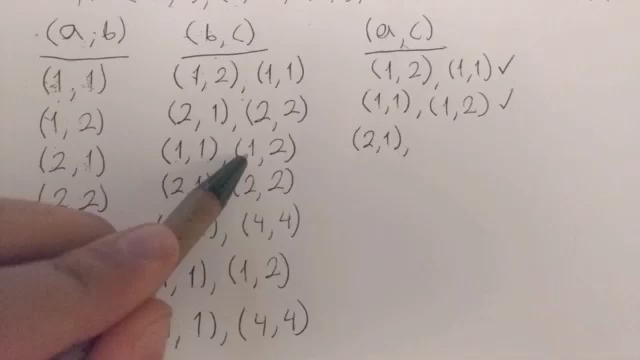 (a,b) (b,c) (a,c)
(1,1) (1,2), (1,1) (1,2), (1,1) ✓
(1,2) (2,1), (2,2) (1,1), (1,2) ✓
(2,1) (1,1), (1,2) (2,1),
(2,2) (2,1), (2,2)
), (4,4)
,1), (1,2)
,1), (4,4)